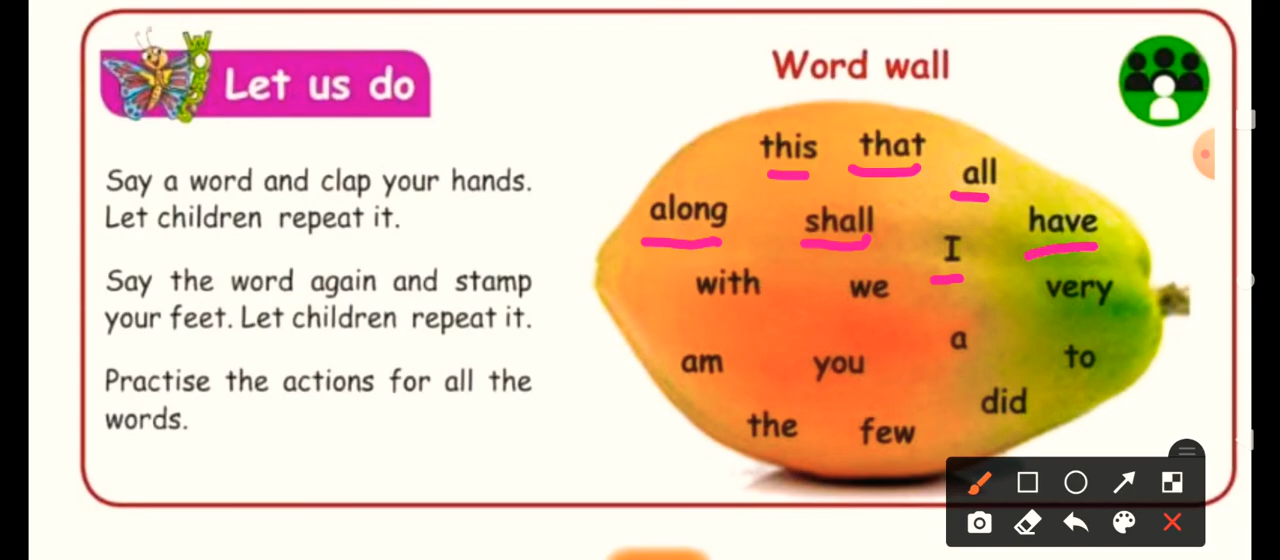 Let us do
Say a word and clap your hands.
Let children repeat it.
Say the word again and stamp
your feet. Let children repeat it.
Practise the actions for all the
words.
Word wall
this that all
along shall I have
with we very
am you a to
the few did